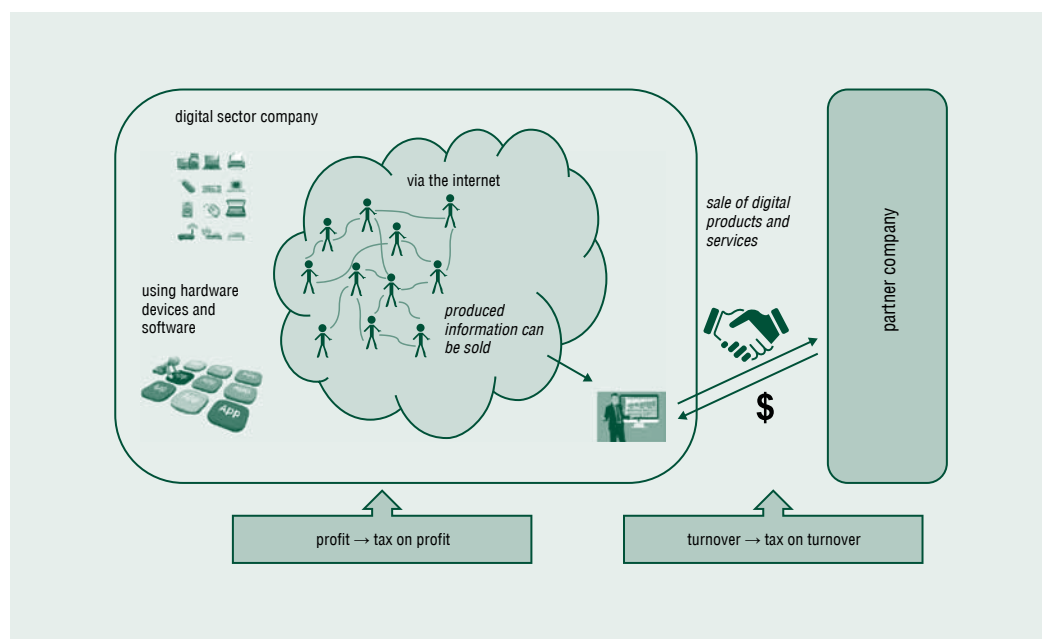 digital sector company
via the internet
sale of digital
products and
services
partner company
using hardware
devices and
software
produced
information can
be sold
APP
$
profit → tax on profit
turnover → tax on turnover